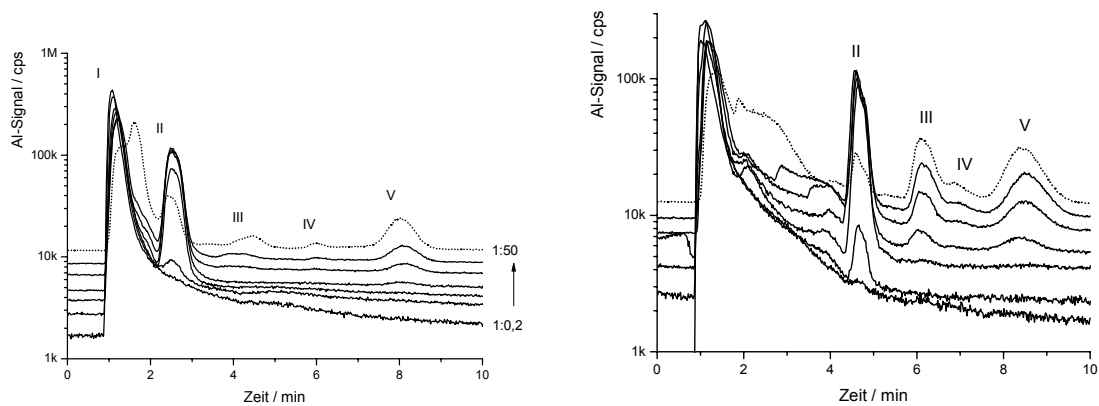 1M
100k
10k
1k
Al-Signal / cps
I
II
III
IV
V
1:50
1:0,2
0 2 4 6 8 10
Zeit / min
100k
10k
1k
Al-Signal / cps
II
III
IV
V
0 2 4 6 8 10
Zeit / min